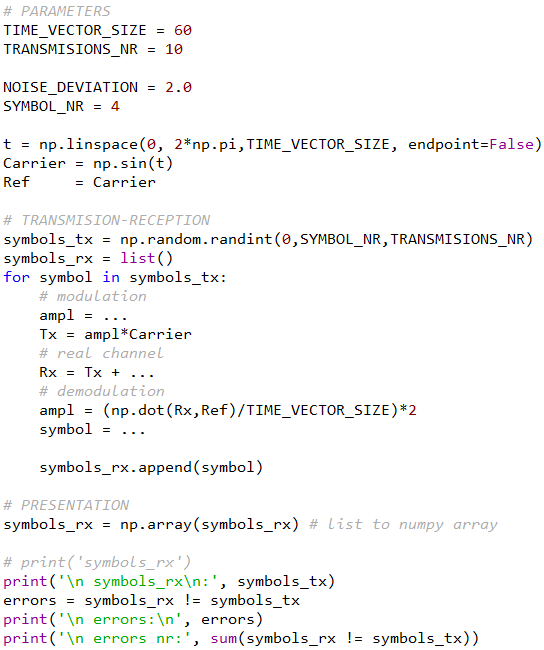 # PARAMETERS
TIME_VECTOR_SIZE = 60
TRANSMISIONS_NR = 10
NOISE_DEVIATION = 2.0
SYMBOL_NR = 4
t = np.linspace(0, 2*np.pi,TIME_VECTOR_SIZE, endpoint=False)
Carrier = np.sin(t)
Ref     = Carrier
# TRANSMISION-RECEPTION
symbols_tx = np.random.randint(0,SYMBOL_NR,TRANSMISIONS_NR)
symbols_rx = list()
for symbol in symbols_tx:
    # modulation
    ampl = ...
    Tx = ampl*Carrier
    # real channel
    Rx = Tx + ...
    # demodulation
    ampl = (np.dot(Rx,Ref)/TIME_VECTOR_SIZE)*2
    symbol = ...
    symbols_rx.append(symbol)
# PRESENTATION
symbols_rx = np.array(symbols_rx) # list to numpy array
# print('symbols_rx')
print('\n symbols_rx\n:', symbols_tx)
errors = symbols_rx != symbols_tx
print('\n errors:\n', errors)
print('\n errors nr:', sum(symbols_rx != symbols_tx))